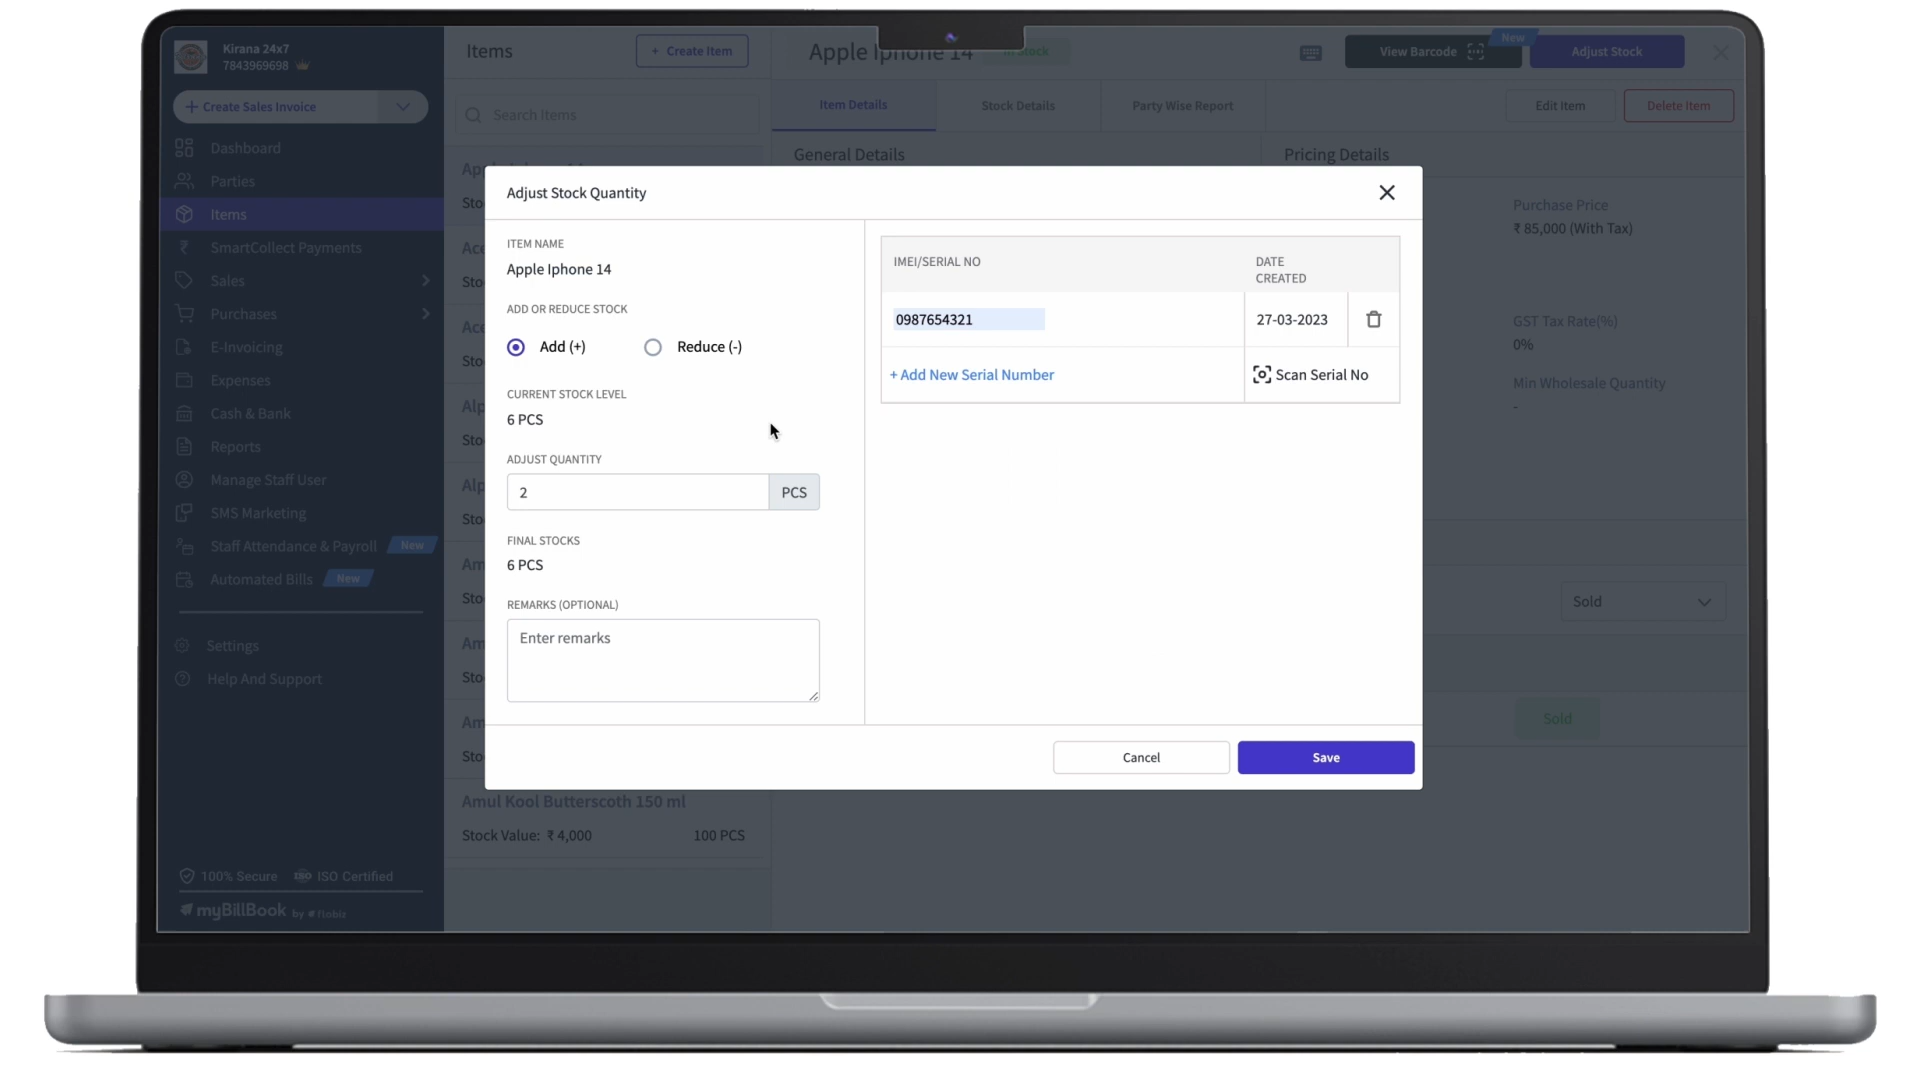 Kirana 24x7
7843969698
+ Create Sales Invoice
Dashboard
Parties
Items
SmartCollect Payments
Sales
Purchases
E-Invoicing
Expenses
Cash & Bank
Reports
Manage Staff User
SMS Marketing
Staff Attendance & Payroll New
Automated Bills New
Settings
Help And Support
100% Secure ISO Certified
myBillBook by flobiz
Items
+ Create Item
Search Items
Amul Kool Butterscoth 150 ml
Stock Value: ₹ 4,000 100 PCS
Apple Iphone 14
Stock
View Barcode
New
Adjust Stock
Item Details
Stock Details
Party Wise Report
Edit Item
Delete Item
General Details
Pricing Details
Purchase Price
₹ 85,000 (With Tax)
GST Tax Rate(%)
0%
Min Wholesale Quantity
-
Sold
Sold
Adjust Stock Quantity
ITEM NAME
Apple Iphone 14
ADD OR REDUCE STOCK
Add (+) Reduce (-)
CURRENT STOCK LEVEL
6 PCS
ADJUST QUANTITY
2 PCS
FINAL STOCKS
6 PCS
REMARKS (OPTIONAL)
Enter remarks
IMEI/SERIAL NO
DATE
CREATED
0987654321
27-03-2023
+ Add New Serial Number
Scan Serial No
Cancel
Save